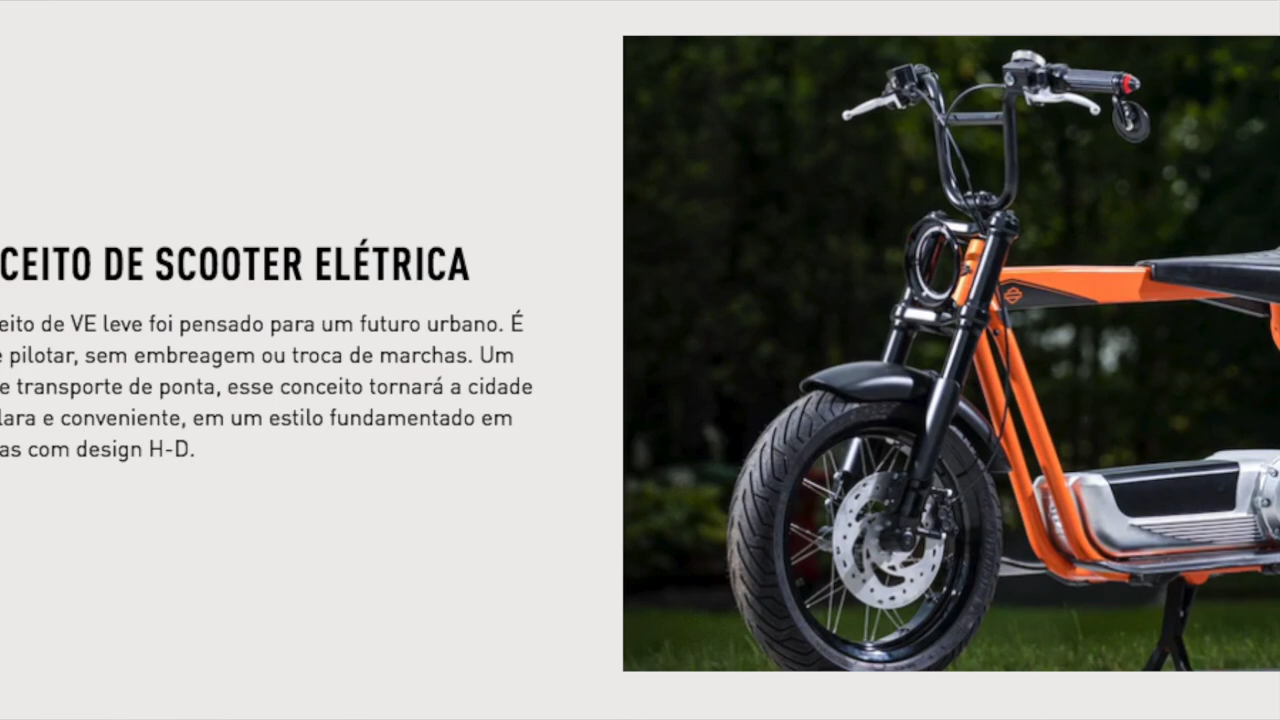 CEITO DE SCOOTER ELÉTRICA
eito de VE leve foi pensado para um futuro urbano. É
e pilotar, sem embreagem ou troca de marchas. Um
e transporte de ponta, esse conceito tornará a cidade
lara e conveniente, em um estilo fundamentado em
as com design H-D.